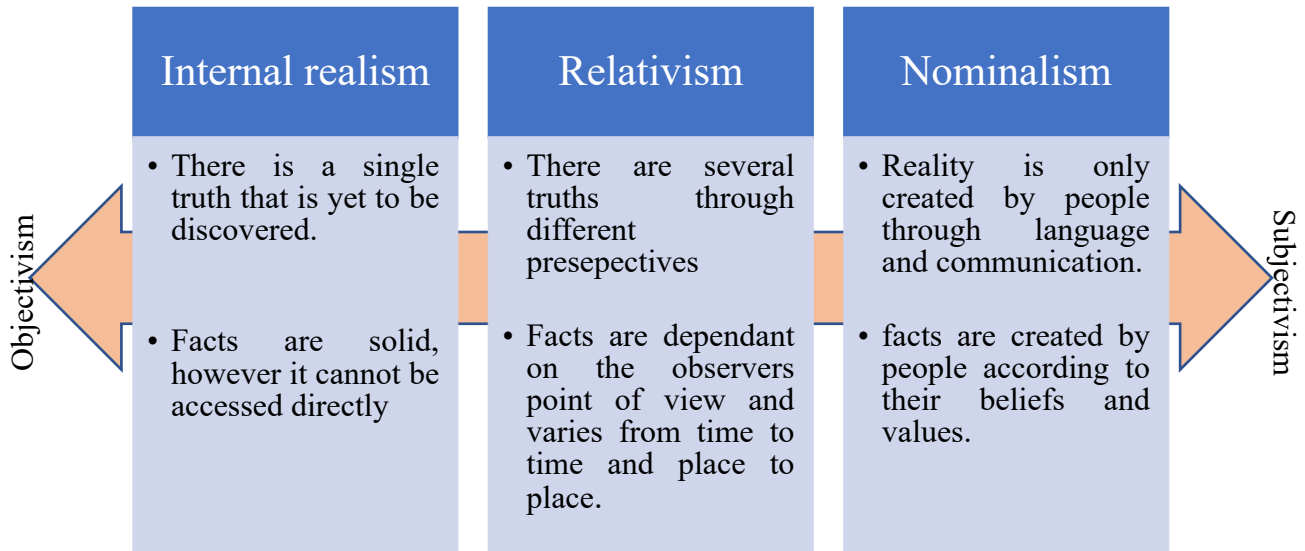 Objectivism
Internal realism
• There is a single
truth that is yet to be
discovered.
• Facts are solid,
however it cannot be
accessed directly
Relativism
• There are several
truths through
different
presepectives
• Facts are dependant
on the observers
point of view and
varies from time to
time and place to
place.
Nominalism
• Reality is only
created by people
through language
and communication.
• facts are created by
people according to
their beliefs and
values.
Subjectivism